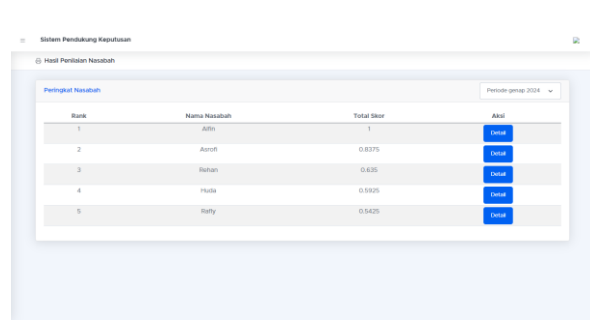 Sistem Pendukung Keputusan
Hasil Penilaian Nasabah
Peringkat Nasabah
Periode genap 2024
Rank Nama Nasabah Total Skor Aksi
1 Alfin 1 Detail
2 Asrofi 0.8375 Detail
3 Rehan 0.635 Detail
4 Huda 0.5925 Detail
5 Rafly 0.5425 Detail